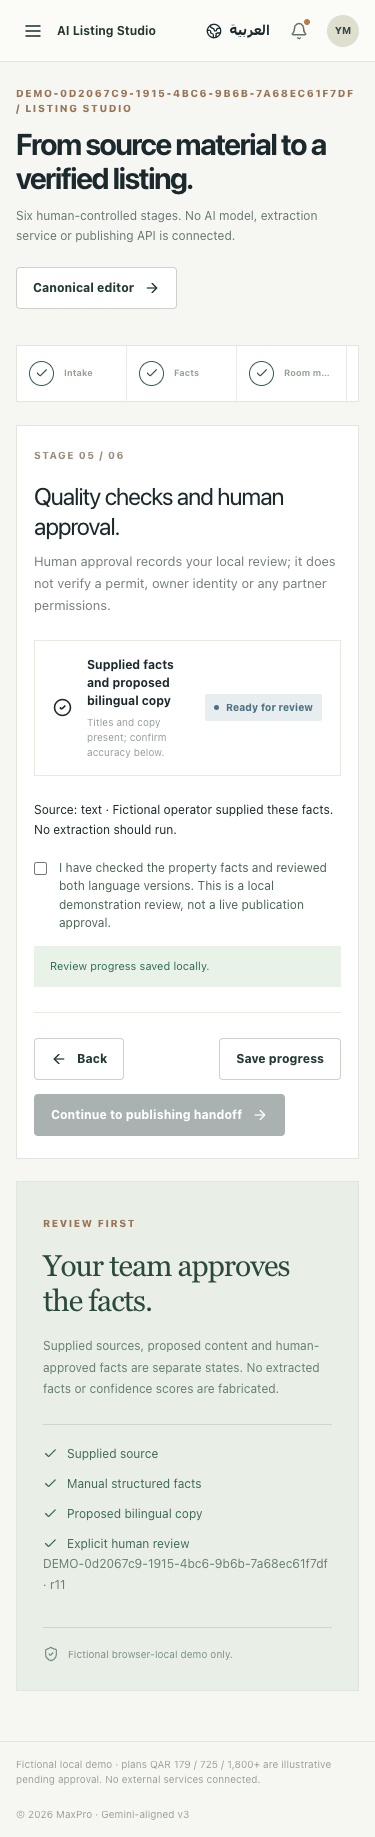 AI Listing Studio
العربية
YM
DEMO-0D2067C9-1915-4BC6-9B6B-7A68EC61F7DF
/ LISTING STUDIO
From source material to a
verified listing.
Six human-controlled stages. No AI model, extraction
service or publishing API is connected.
Canonical editor
Intake
Facts
Room m...
STAGE 05 / 06
Quality checks and human
approval.
Human approval records your local review; it does
not verify a permit, owner identity or any partner
permissions.
Supplied facts
and proposed
bilingual copy
Titles and copy
present; confirm
accuracy below.
Ready for review
Source: text · Fictional operator supplied these facts.
No extraction should run.
I have checked the property facts and reviewed
both language versions. This is a local
demonstration review, not a live publication
approval.
Review progress saved locally.
Back
Save progress
Continue to publishing handoff
REVIEW FIRST
Your team approves
the facts.
Supplied sources, proposed content and human-
approved facts are separate states. No extracted
facts or confidence scores are fabricated.
Supplied source
Manual structured facts
Proposed bilingual copy
Explicit human review
DEMO-0d2067c9-1915-4bc6-9b6b-7a68ec61f7df
· r11
Fictional browser-local demo only.
Fictional local demo · plans QAR 179 / 725 / 1,800+ are illustrative
pending approval. No external services connected.
© 2026 MaxPro · Gemini-aligned v3